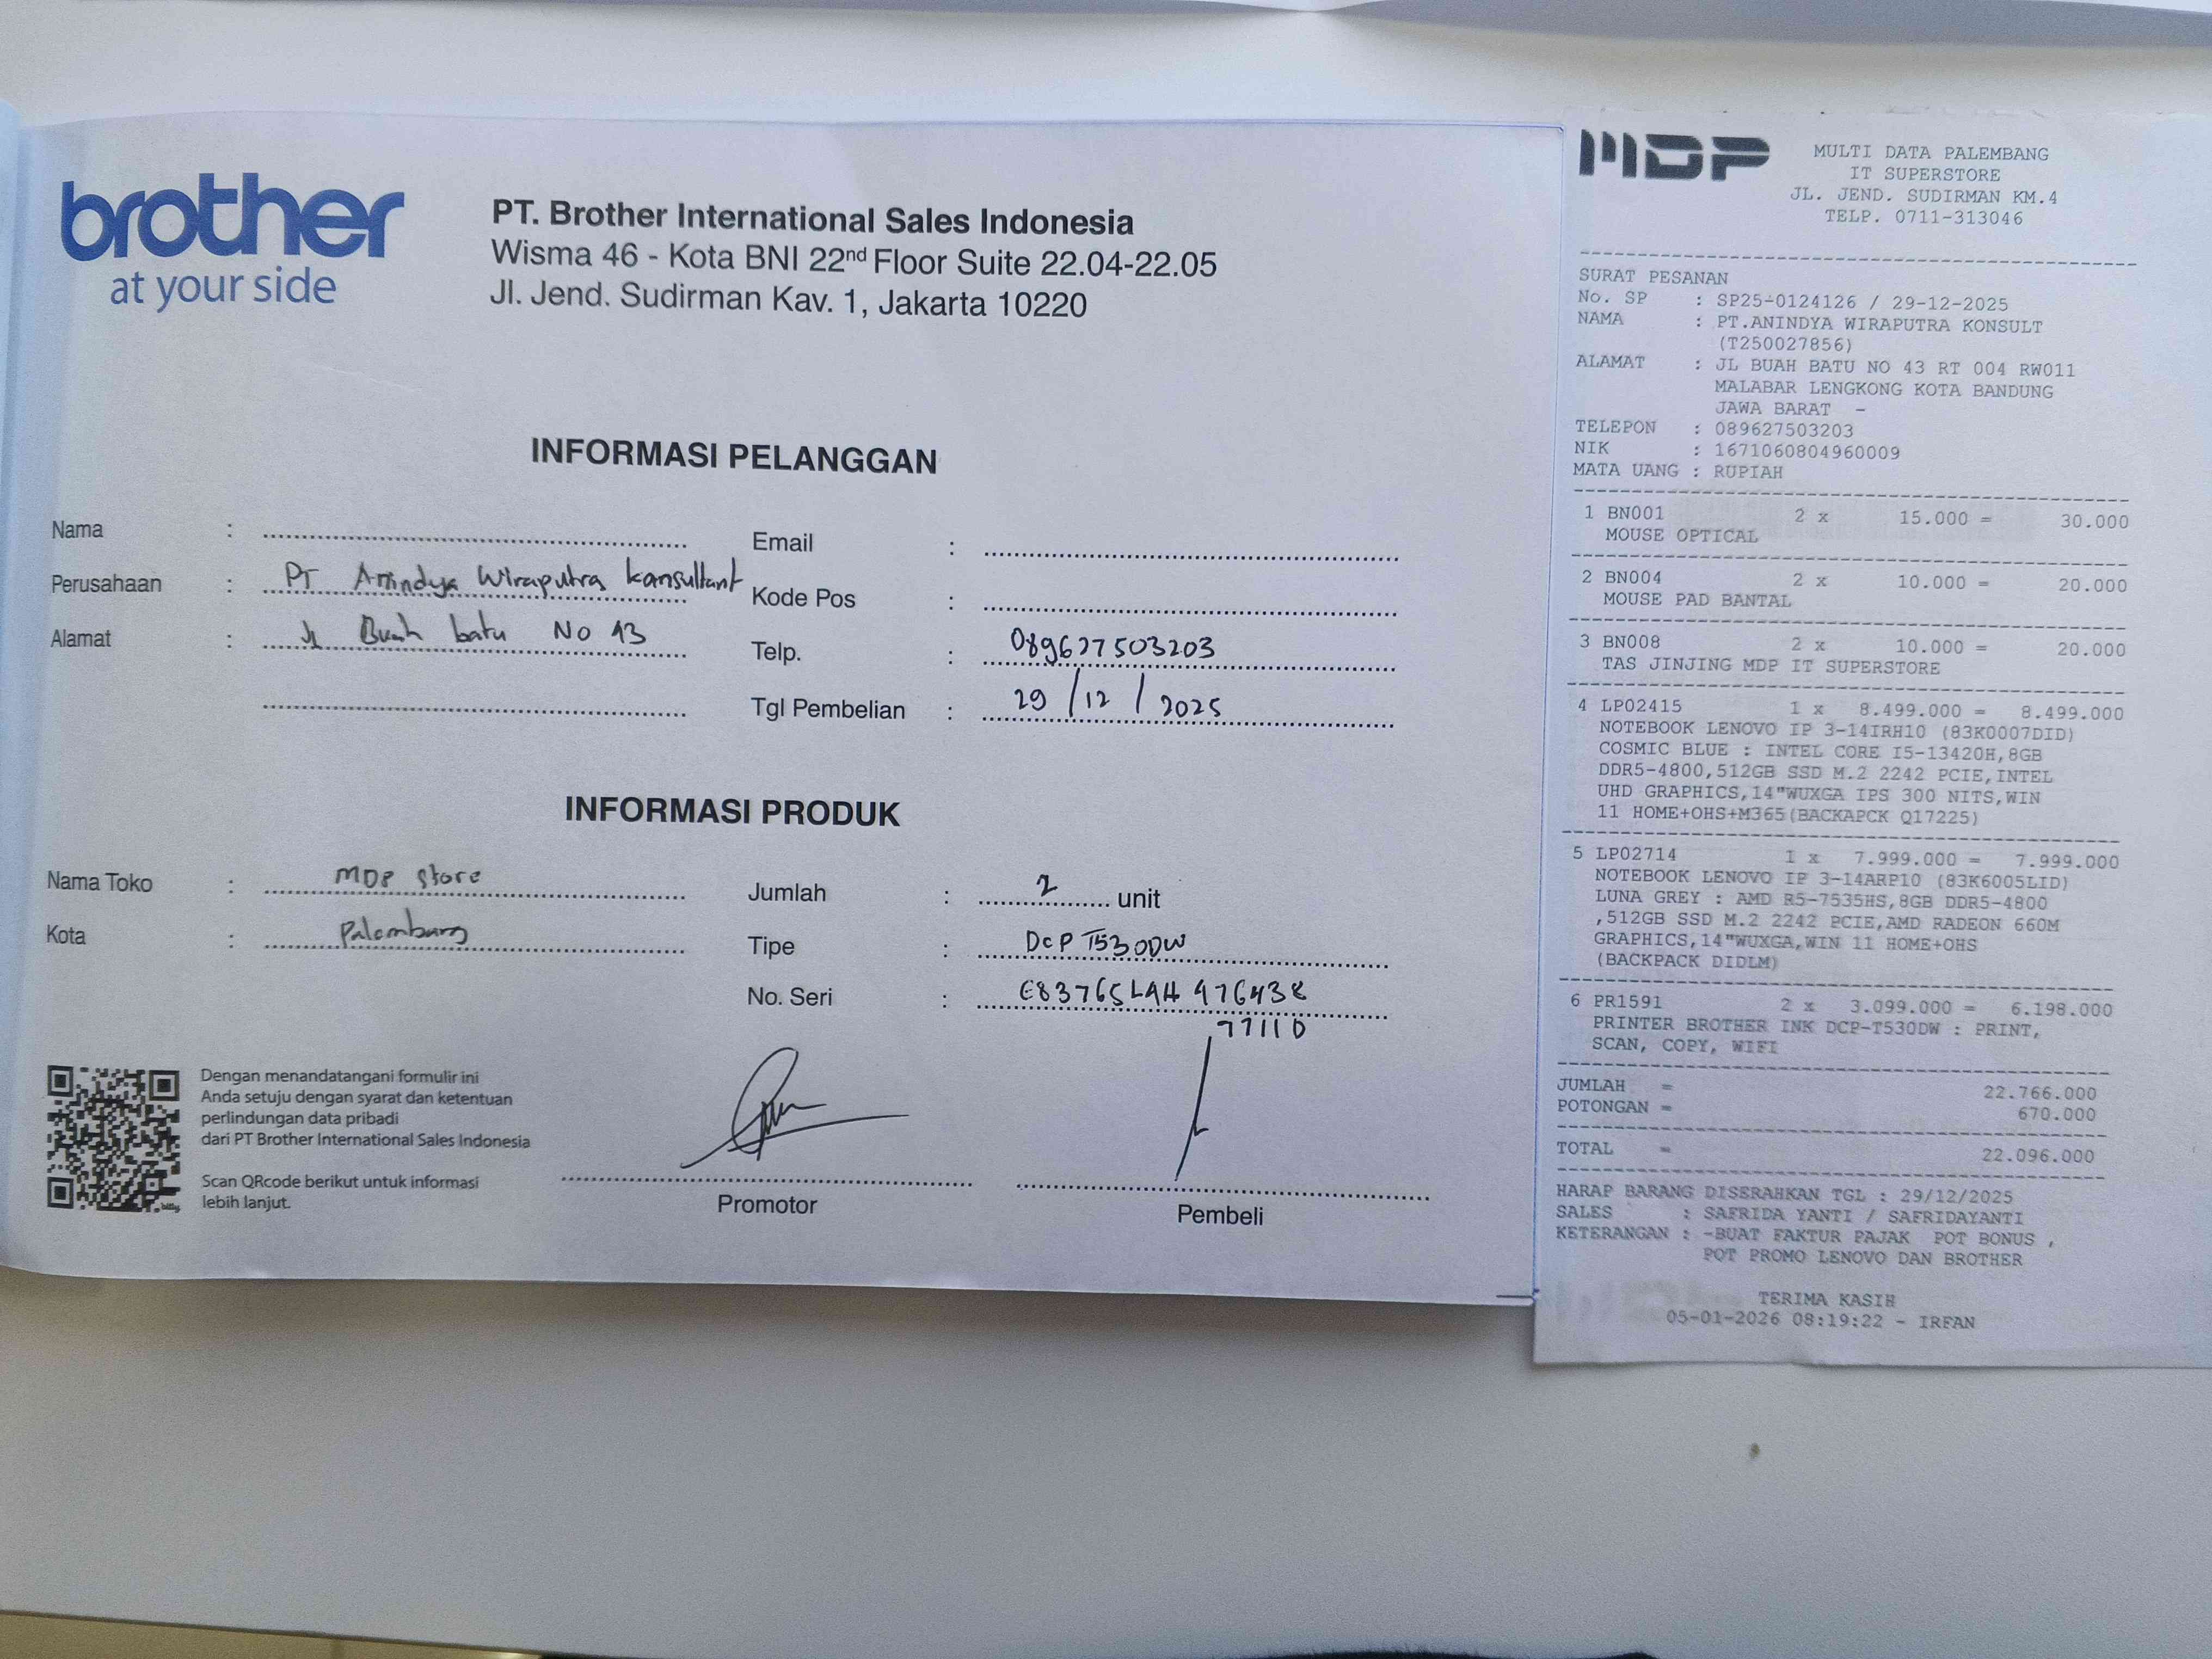 brother
at your side
PT. Brother International Sales Indonesia
Wisma 46 - Kota BNI 22nd Floor Suite 22.04-22.05
Jl. Jend. Sudirman Kav. 1, Jakarta 10220
INFORMASI PELANGGAN
Nama :
Perusahaan : PT Anindya Wiraputra Konsultant
Alamat : Jl Buah batu No 43
Email :
Kode Pos :
Telp. : 089627503203
Tgl Pembelian : 29/12/2025
INFORMASI PRODUK
Nama Toko : MDP Store
Kota : Palembang
Jumlah : 2 unit
Tipe : DCP T530DW
No. Seri :
Dengan menandatangani formulir ini
Anda setuju dengan syarat dan ketentuan
perlindungan data pribadi
dari PT Brother International Sales Indonesia
Scan QRcode berikut untuk informasi
lebih lanjut.
Promotor
Pembeli
MDP
MULTI DATA PALEMBANG
IT SUPERSTORE
JL. JEND. SUDIRMAN KM.4
TELP. 0711-313046
SURAT PESANAN
No. SP : SP25-0124126 / 29-12-2025
NAMA : PT.ANINDYA WIRAPUTRA KONSULT
(T250027856)
ALAMAT : JL BUAH BATU NO 43 RT 004 RW011
MALABAR LENGKONG KOTA BANDUNG
JAWA BARAT -
TELEPON : 089627503203
NIK : 1671060804960009
MATA UANG : RUPIAH
1 BN001 2 x 15.000 = 30.000
MOUSE OPTICAL
2 BN004 2 x 10.000 = 20.000
MOUSE PAD BANTAL
3 BN008 2 x 10.000 = 20.000
TAS JINJING MDP IT SUPERSTORE
4 LP02415 1 x 8.499.000 = 8.499.000
NOTEBOOK LENOVO IP 3-14IRH10 (83K0007DID)
COSMIC BLUE : INTEL CORE I5-13420H,8GB
DDR5-4800,512GB SSD M.2 2242 PCIE,INTEL
UHD GRAPHICS,14"WUXGA IPS 300 NITS,WIN
11 HOME+OHS+M365(BACKAPCK Q17225)
5 LP02714 1 x 7.999.000 = 7.999.000
NOTEBOOK LENOVO IP 3-14ARP10 (83K6005LID)
LUNA GREY : AMD R5-7535HS,8GB DDR5-4800
,512GB SSD M.2 2242 PCIE,AMD RADEON 660M
GRAPHICS,14"WUXGA,WIN 11 HOME+OHS
(BACKPACK DIDLM)
6 PR1591 2 x 3.099.000 = 6.198.000
PRINTER BROTHER INK DCP-T530DW : PRINT,
SCAN, COPY, WIFI
JUMLAH = 22.766.000
POTONGAN = 670.000
TOTAL = 22.096.000
HARAP BARANG DISERAHKAN TGL : 29/12/2025
SALES : SAFRIDA YANTI / SAFRIDAYANTI
KETERANGAN : -BUAT FAKTUR PAJAK POT BONUS ,
POT PROMO LENOVO DAN BROTHER
TERIMA KASIH
05-01-2026 08:19:22 - IRFAN